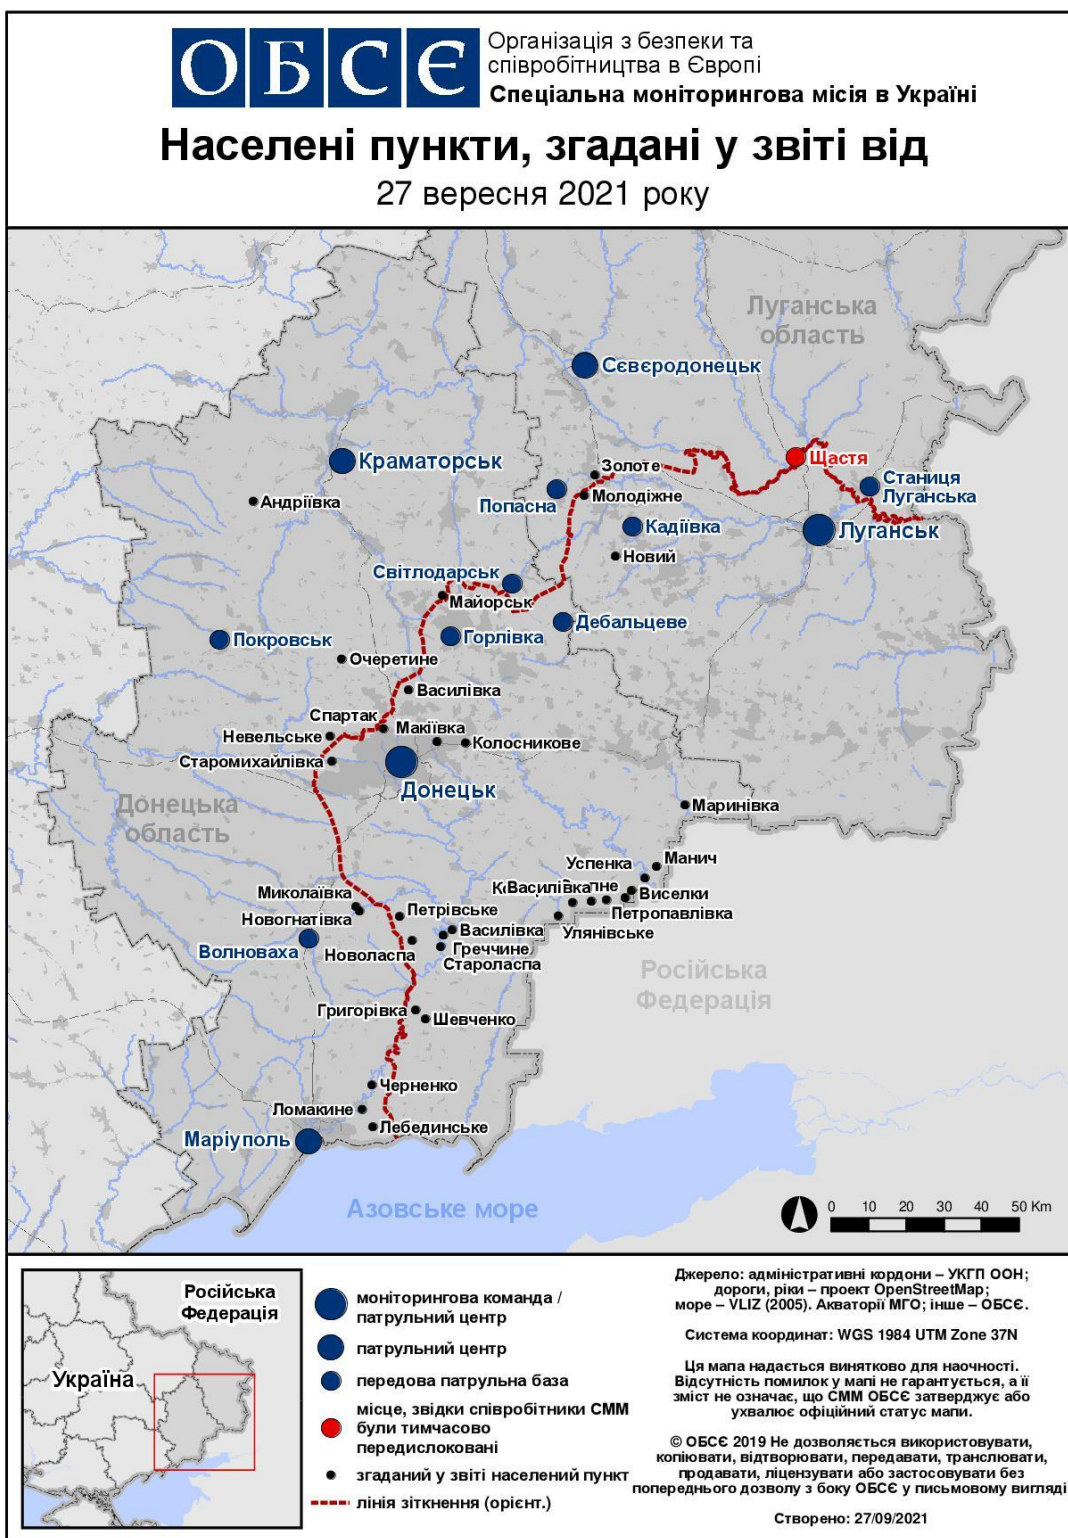 ОБСЄ
Організація з безпеки та
співробітництва в Європі
Спеціальна моніторингова місія в Україні
Населені пункти, згадані у звіті від
27 вересня 2021 року
Луганська
область
Сєвєродонецьк
Щастя
Краматорськ
Золоте
Станиця
Луганська
Андріївка
Попасна
Молодіжне
Кадіївка
Луганськ
Новий
Світлодарськ
Майорськ
Дебальцеве
Покровськ
Горлівка
Очеретине
Василівка
Спартак
Невельське
Макіївка
Колосникове
Старомихайлівка
Донецьк
Донецька
область
Маринівка
Успенка
Манич
Василівка
Виселки
Миколаївка
Новогнатівка
Петрівське
Петропавлівка
Василівка
Улянівське
Волноваха
Новоласпа
Греччине
Староласпа
Російська
Федерація
Григорівка
Шевченко
Черненко
Ломакине
Лебединське
Маріуполь
Азовське море
0 10 20 30 40 50 Km
Російська
Федерація
Україна
моніторингова команда /
патрульний центр
патрульний центр
передова патрульна база
місце, звідки співробітники СММ
були тимчасово
передислоковані
згаданий у звіті населений пункт
лінія зіткнення (орієнт.)
Джерело: адміністративні кордони – УКГП ООН;
дороги, ріки – проект OpenStreetMap;
море – VLIZ (2005). Акваторії МГО; інше – ОБСЄ.
Система координат: WGS 1984 UTM Zone 37N
Ця мапа надається винятково для наочності.
Відсутність помилок у мапі не гарантується, а її
зміст не означає, що СММ ОБСЄ затверджує або
ухвалює офіційний статус мапи.
© ОБСЄ 2019 Не дозволяється використовувати,
копіювати, відтворювати, передавати, транслювати,
продавати, ліцензувати або застосовувати без
попереднього дозволу з боку ОБСЄ у письмовому вигляді
Створено: 27/09/2021